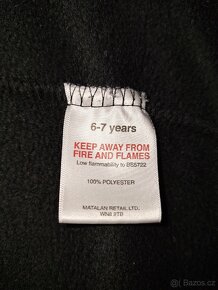 6-7 years
KEEP AWAY FROM
FIRE AND FLAMES
Low flammability to BS5722
100% POLYESTER
MATALAN RETAIL LTD.
WN8 9TB
Bazos.cz